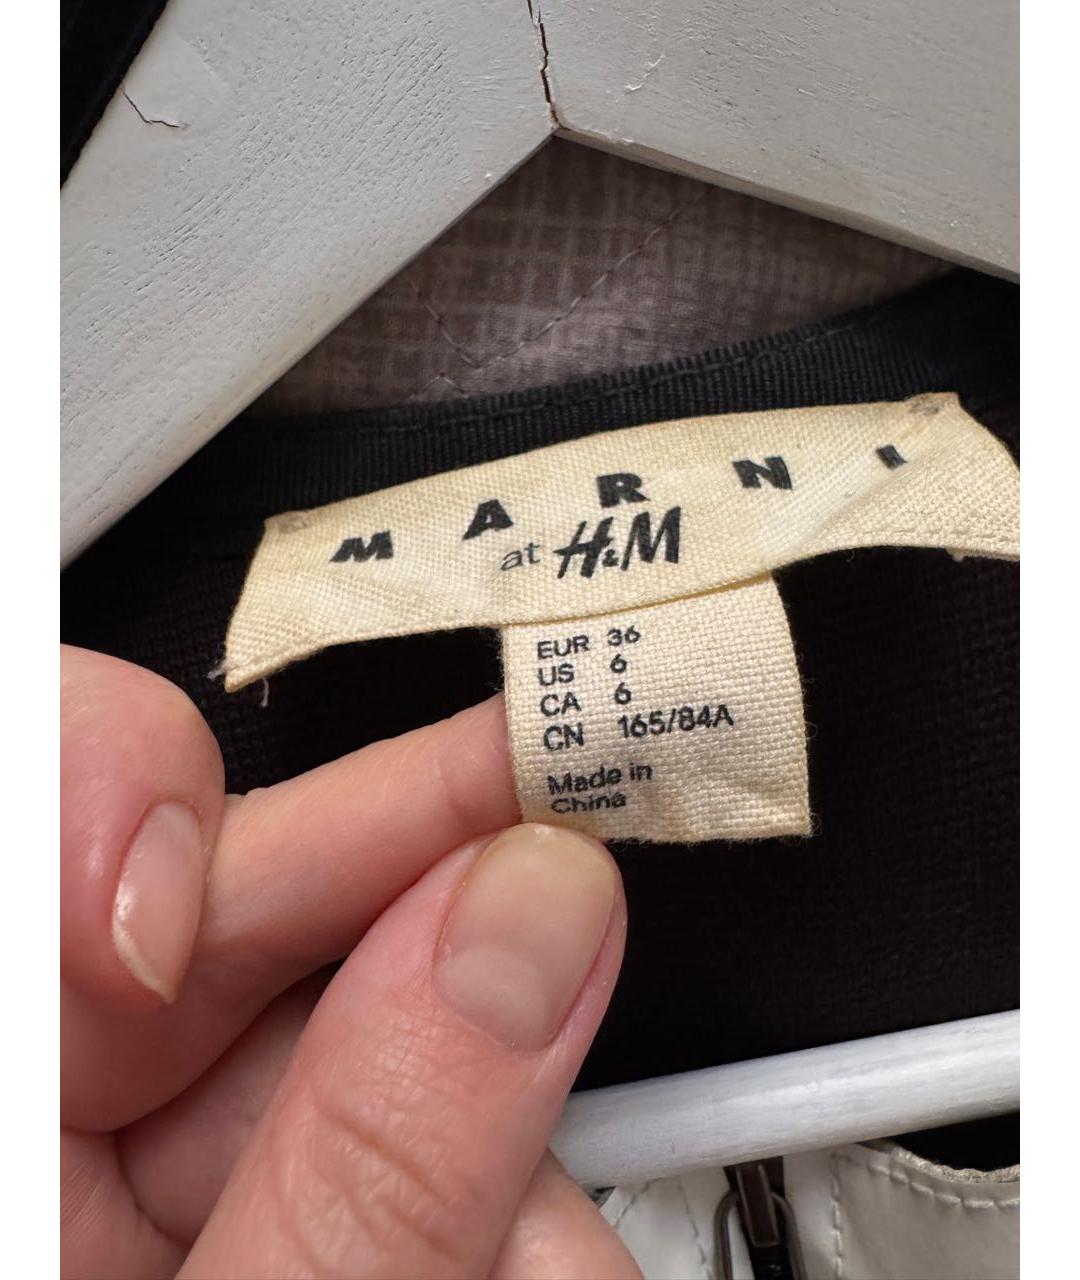 MARNI
at H&M
EUR 36
US 6
CA 6
CN 165/84A
Made in
China